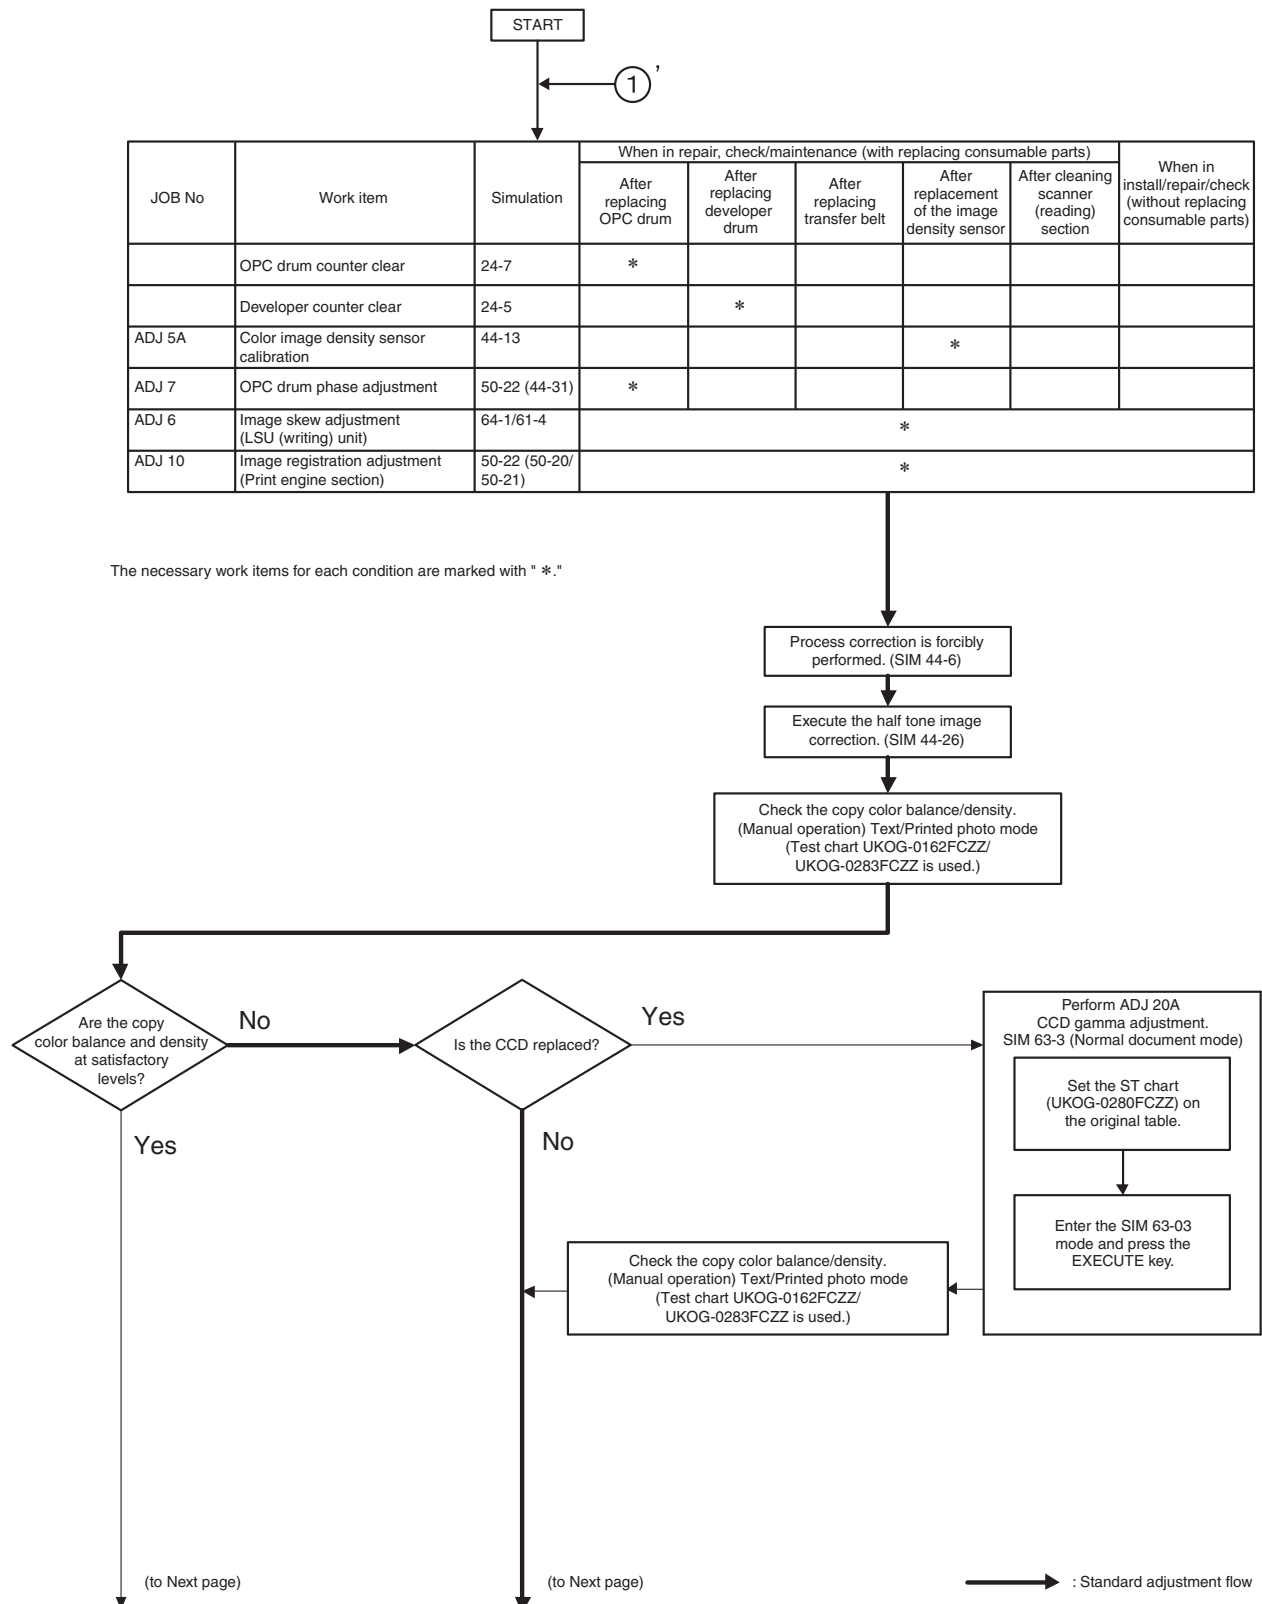 START
1 '
When in repair, check/maintenance (with replacing consumable parts)
JOB No
Work item
Simulation
After
replacing
OPC drum
After
replacing
developer
drum
After
replacing
transfer belt
After
replacement
of the image
density sensor
After cleaning
scanner
(reading)
section
When in
install/repair/check
(without replacing
consumable parts)
OPC drum counter clear 24-7 *
Developer counter clear 24-5 *
ADJ 5A Color image density sensor 44-13
calibration *
ADJ 7 OPC drum phase adjustment 50-22 (44-31) *
ADJ 6 Image skew adjustment 64-1/61-4
(LSU (writing) unit) *
ADJ 10 Image registration adjustment 50-22 (50-20/
(Print engine section) 50-21) *
The necessary work items for each condition are marked with " *."
Process correction is forcibly
performed. (SIM 44-6)
Execute the half tone image
correction. (SIM 44-26)
Check the copy color balance/density.
(Manual operation) Text/Printed photo mode
(Test chart UKOG-0162FCZZ/
UKOG-0283FCZZ is used.)
Are the copy
color balance and density
at satisfactory
levels?
No
Yes
Is the CCD replaced?
Yes
No
Perform ADJ 20A
CCD gamma adjustment.
SIM 63-3 (Normal document mode)
Set the ST chart
(UKOG-0280FCZZ) on
the original table.
Enter the SIM 63-03
mode and press the
EXECUTE key.
Check the copy color balance/density.
(Manual operation) Text/Printed photo mode
(Test chart UKOG-0162FCZZ/
UKOG-0283FCZZ is used.)
(to Next page)
(to Next page)
: Standard adjustment flow